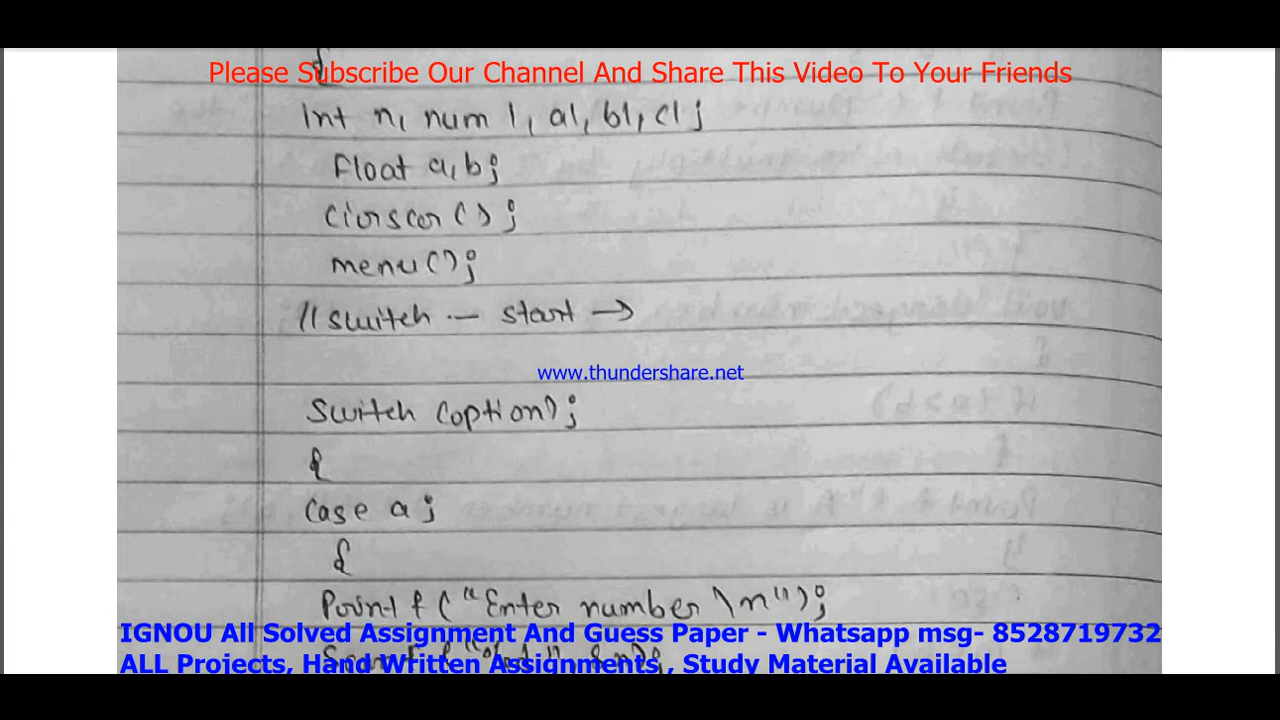 {
Please Subscribe Our Channel And Share This Video To Your Friends
Int n, num 1, a1, b1, c1;
Float a,b;
menu();
// switch -- start →
www.thundershare.net
Switch (option);
{
case a;
{
Print f ("Enter number \n");
IGNOU All Solved Assignment And Guess Paper - Whatsapp msg- 8528719732
ALL Projects, Hand Written Assignments , Study Material Available